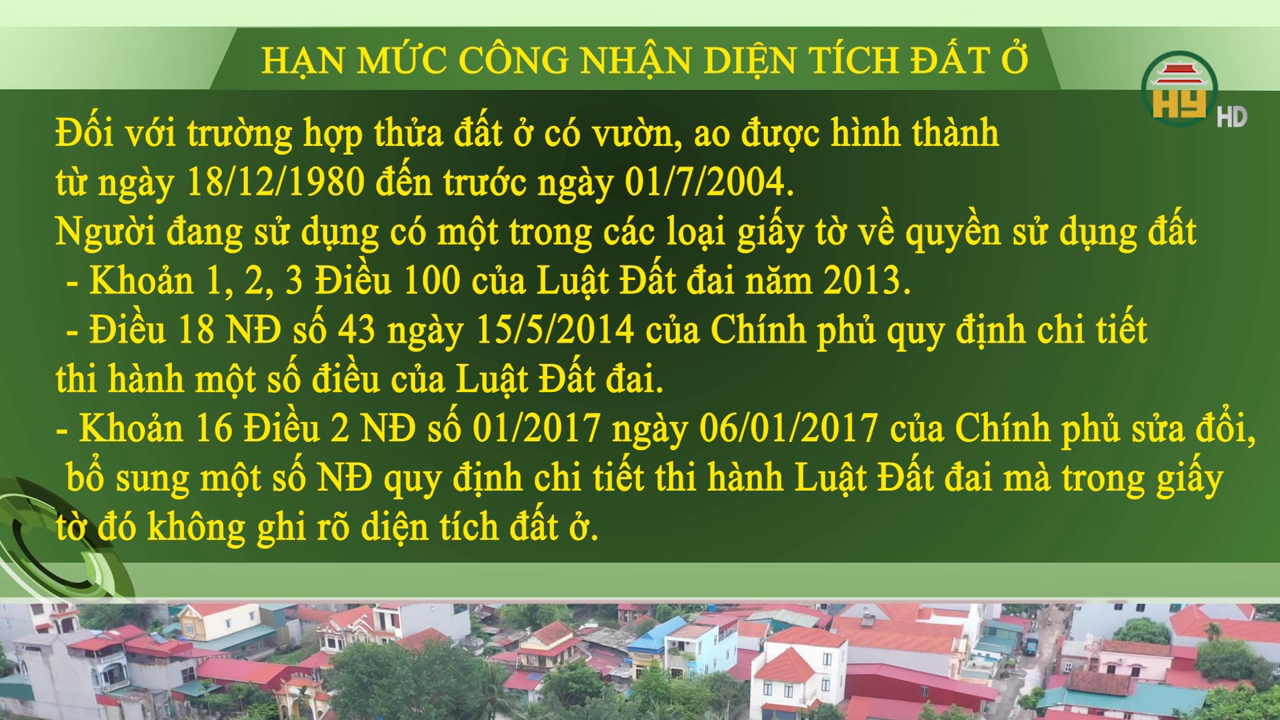 HẠN MỨC CÔNG NHẬN DIỆN TÍCH ĐẤT Ở
HY HD
Đối với trường hợp thửa đất ở có vườn, ao được hình thành
từ ngày 18/12/1980 đến trước ngày 01/7/2004.
Người đang sử dụng có một trong các loại giấy tờ về quyền sử dụng đất
- Khoản 1, 2, 3 Điều 100 của Luật Đất đai năm 2013.
- Điều 18 NĐ số 43 ngày 15/5/2014 của Chính phủ quy định chi tiết
thi hành một số điều của Luật Đất đai.
- Khoản 16 Điều 2 NĐ số 01/2017 ngày 06/01/2017 của Chính phủ sửa đổi,
bổ sung một số NĐ quy định chi tiết thi hành Luật Đất đai mà trong giấy
tờ đó không ghi rõ diện tích đất ở.